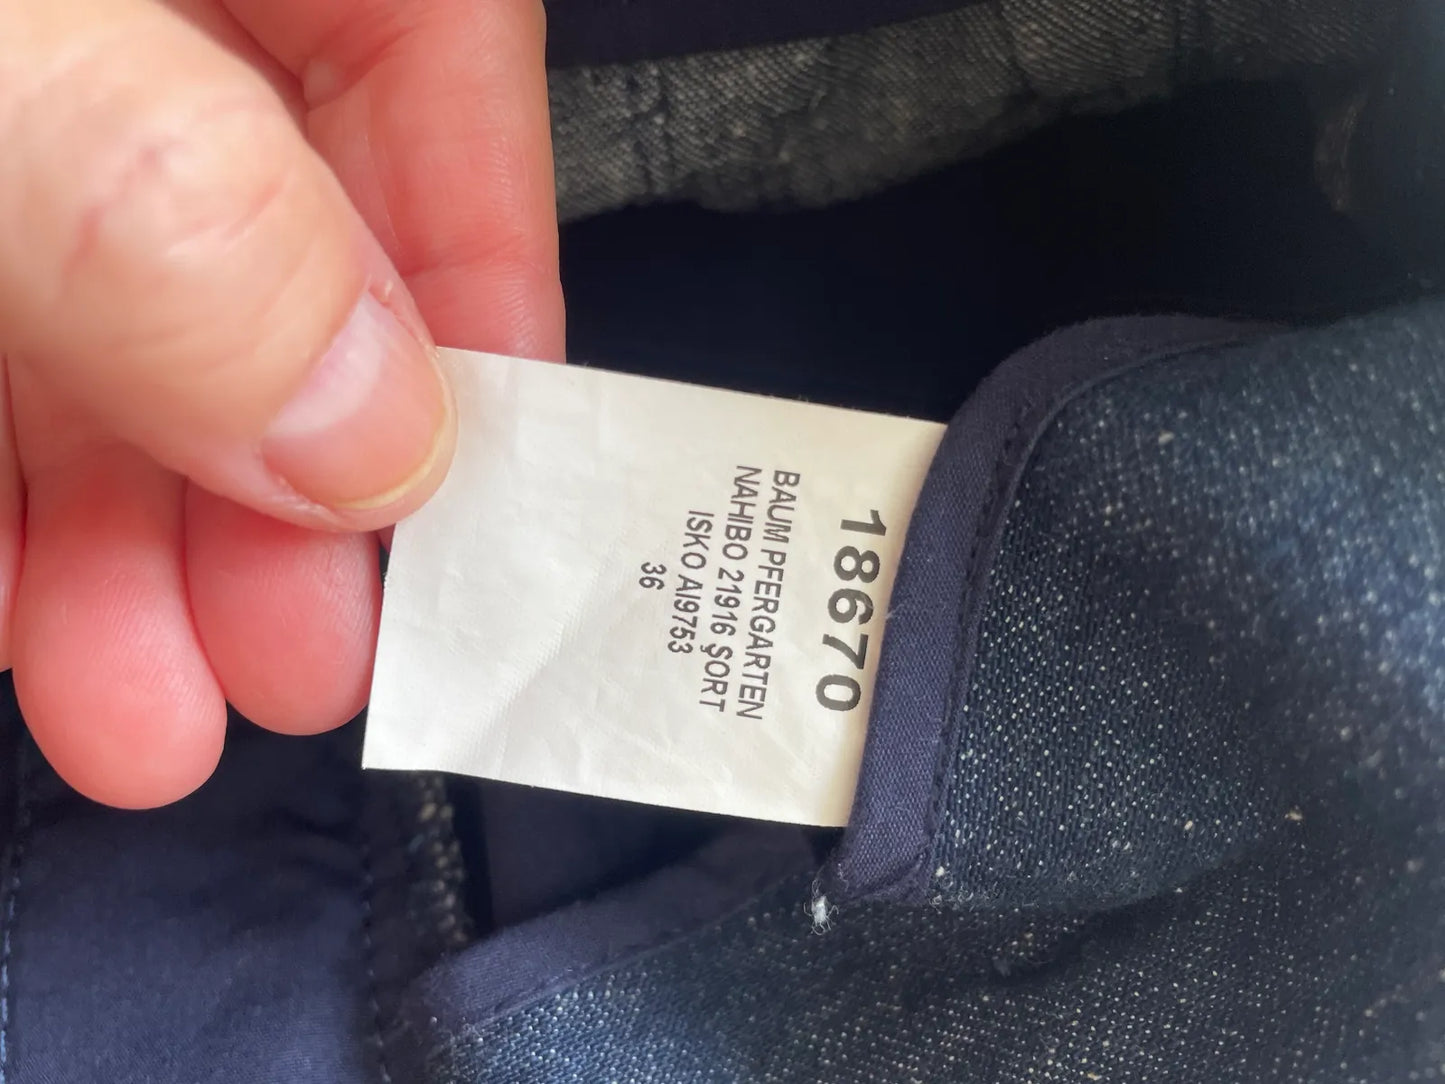 18670
BAUM PFERGARTEN
NAHIBO 21916 ŞORT
ISKO AI9753
36